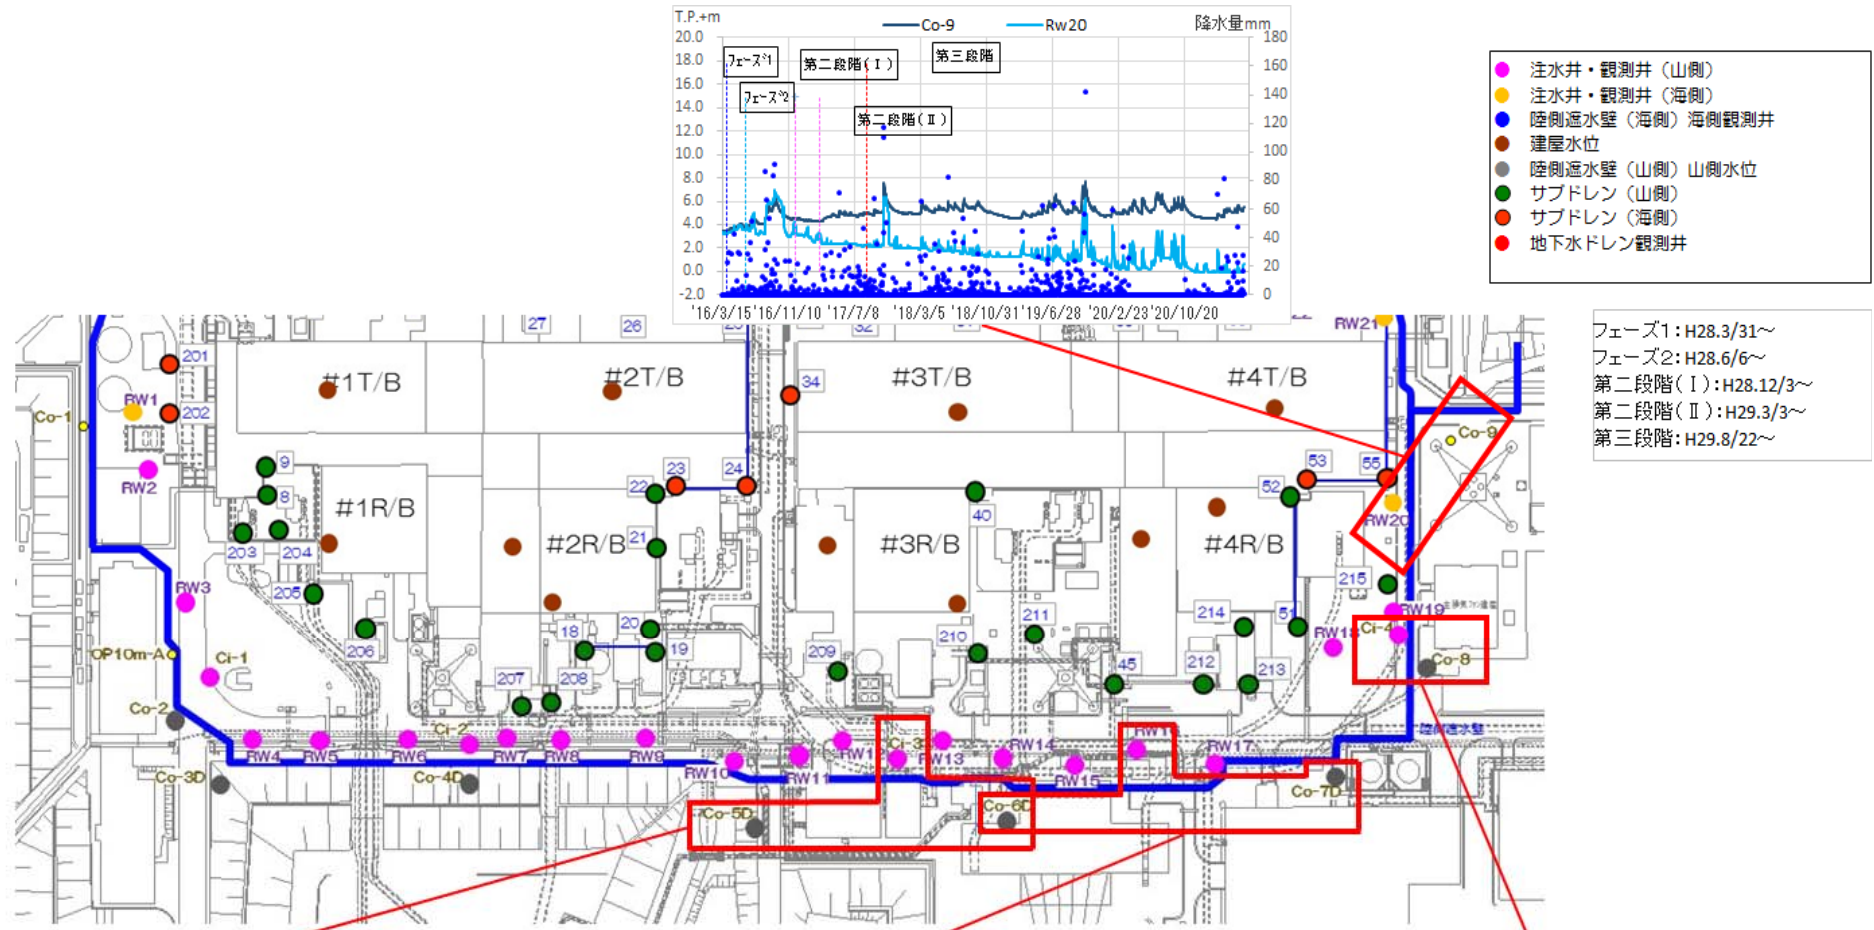 T.P.+m
Co-9
Rw20
降水量mm
20.0
18.0
16.0
14.0
12.0
10.0
8.0
6.0
4.0
2.0
0.0
-2.0
180
160
140
120
100
80
60
40
20
0
フェーズ1
フェーズ2
第二段階(Ⅰ)
第二段階(Ⅱ)
第三段階
'16/3/15
'16/11/10
'17/7/8
'18/3/5
'18/10/31
'19/6/28
'20/2/23
'20/10/20
注水井・観測井（山側）
注水井・観測井（海側）
陸側遮水壁（海側）海側観測井
建屋水位
陸側遮水壁（山側）山側水位
サブドレン（山側）
サブドレン（海側）
地下水ドレン観測井
フェーズ1：H28.3/31～
フェーズ2：H28.6/6～
第二段階(Ⅰ)：H28.12/3～
第二段階(Ⅱ)：H29.3/3～
第三段階：H29.8/22～
27
26
32
RW21
201
#1T/B
#2T/B
34
#3T/B
#4T/B
RW1
202
Co-1
Co-9
9
RW2
8
23
24
22
53
55
52
#1R/B
40
RW20
203
204
#2R/B
21
#3R/B
#4R/B
RW3
205
215
主排気ファン建屋
206
18
20
19
211
214
51
RW19
Ci-4
RW18
OP10m-A
Ci-1
210
209
45
212
213
Co-8
207
208
Co-2
Ci-2
RW4
RW5
RW6
RW7
RW8
RW9
RW10
RW11
RW1
Ci-3
RW13
RW14
RW15
RW1
RW17
陸側遮水壁
Co-3D
Co-4D
Co-5D
Co-6D
Co-7D